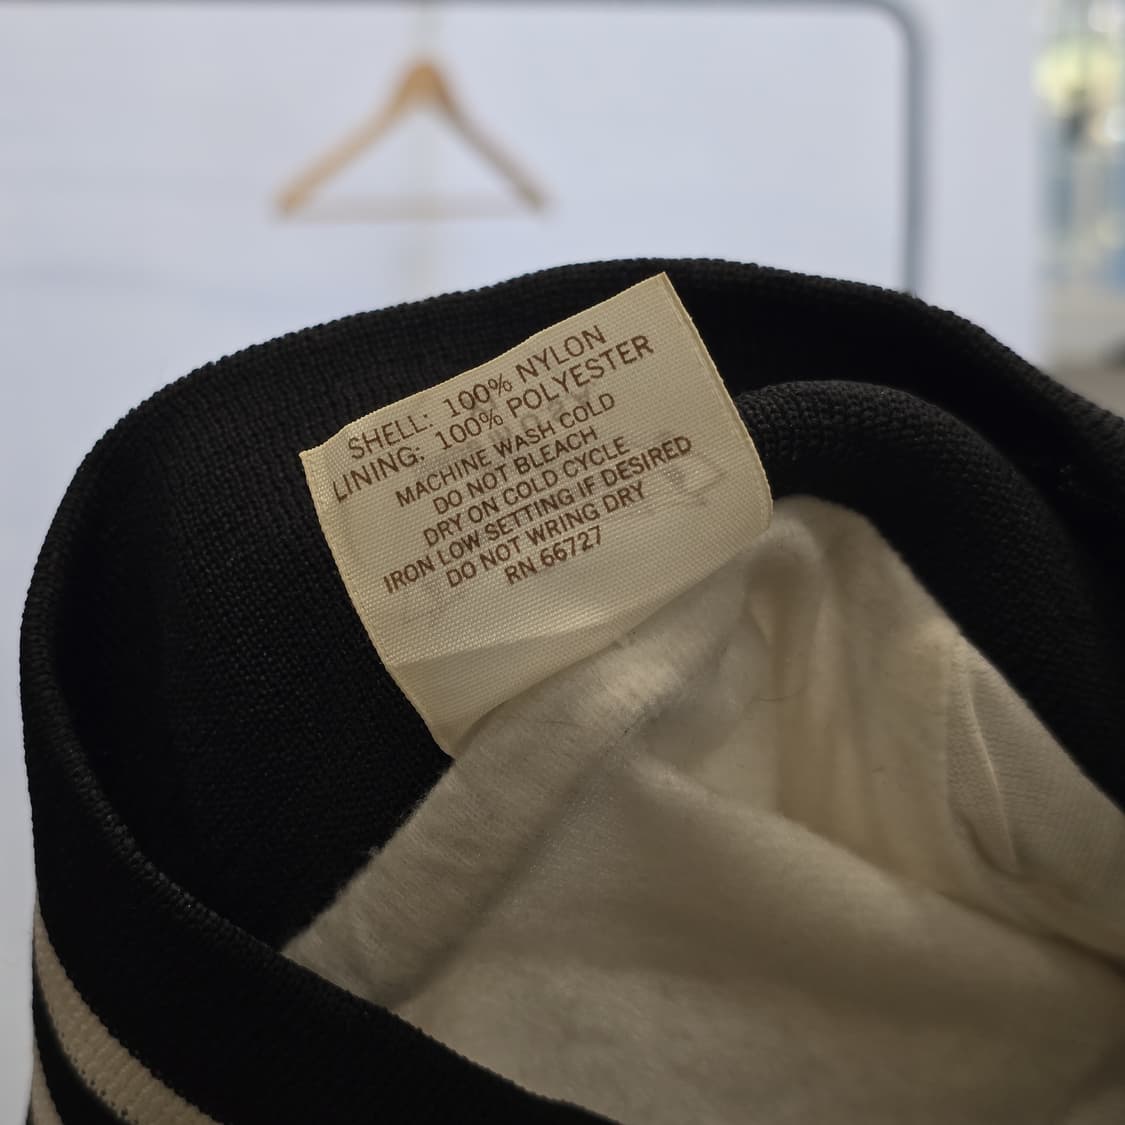 SHELL: 100% NYLON
LINING: 100% POLYESTER
MACHINE WASH COLD
DO NOT BLEACH
DRY ON COLD CYCLE
IRON LOW SETTING IF DESIRED
DO NOT WRING DRY
RN 66727